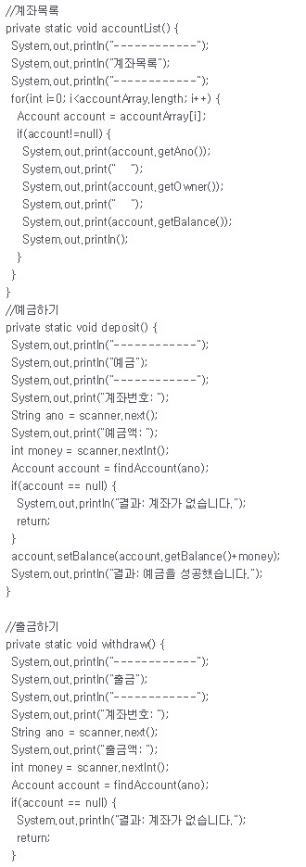 //계좌목록
private static void accountList() {
System.out.println("------------");
System.out.println("계좌목록");
System.out.println("------------");
for(int i=0; i<accountArray.length; i++) {
Account account = accountArray[i];
if(account!=null) {
System.out.print(account.getAno());
System.out.print("    ");
System.out.print(account.getOwner());
System.out.print("    ");
System.out.print(account.getBalance());
System.out.println();
}
}
}
//예금하기
private static void deposit() {
System.out.println("------------");
System.out.println("예금");
System.out.println("------------");
System.out.print("계좌번호: ");
String ano = scanner.next();
System.out.print("예금액: ");
int money = scanner.nextInt();
Account account = findAccount(ano);
if(account == null) {
System.out.println("결과: 계좌가 없습니다.");
return;
}
account.setBalance(account.getBalance()+money);
System.out.println("결과: 예금을 성공했습니다.");
}
//출금하기
private static void withdraw() {
System.out.println("------------");
System.out.println("출금");
System.out.println("------------");
System.out.print("계좌번호: ");
String ano = scanner.next();
System.out.print("출금액: ");
int money = scanner.nextInt();
Account account = findAccount(ano);
if(account == null) {
System.out.println("결과: 계좌가 없습니다.");
return;
}